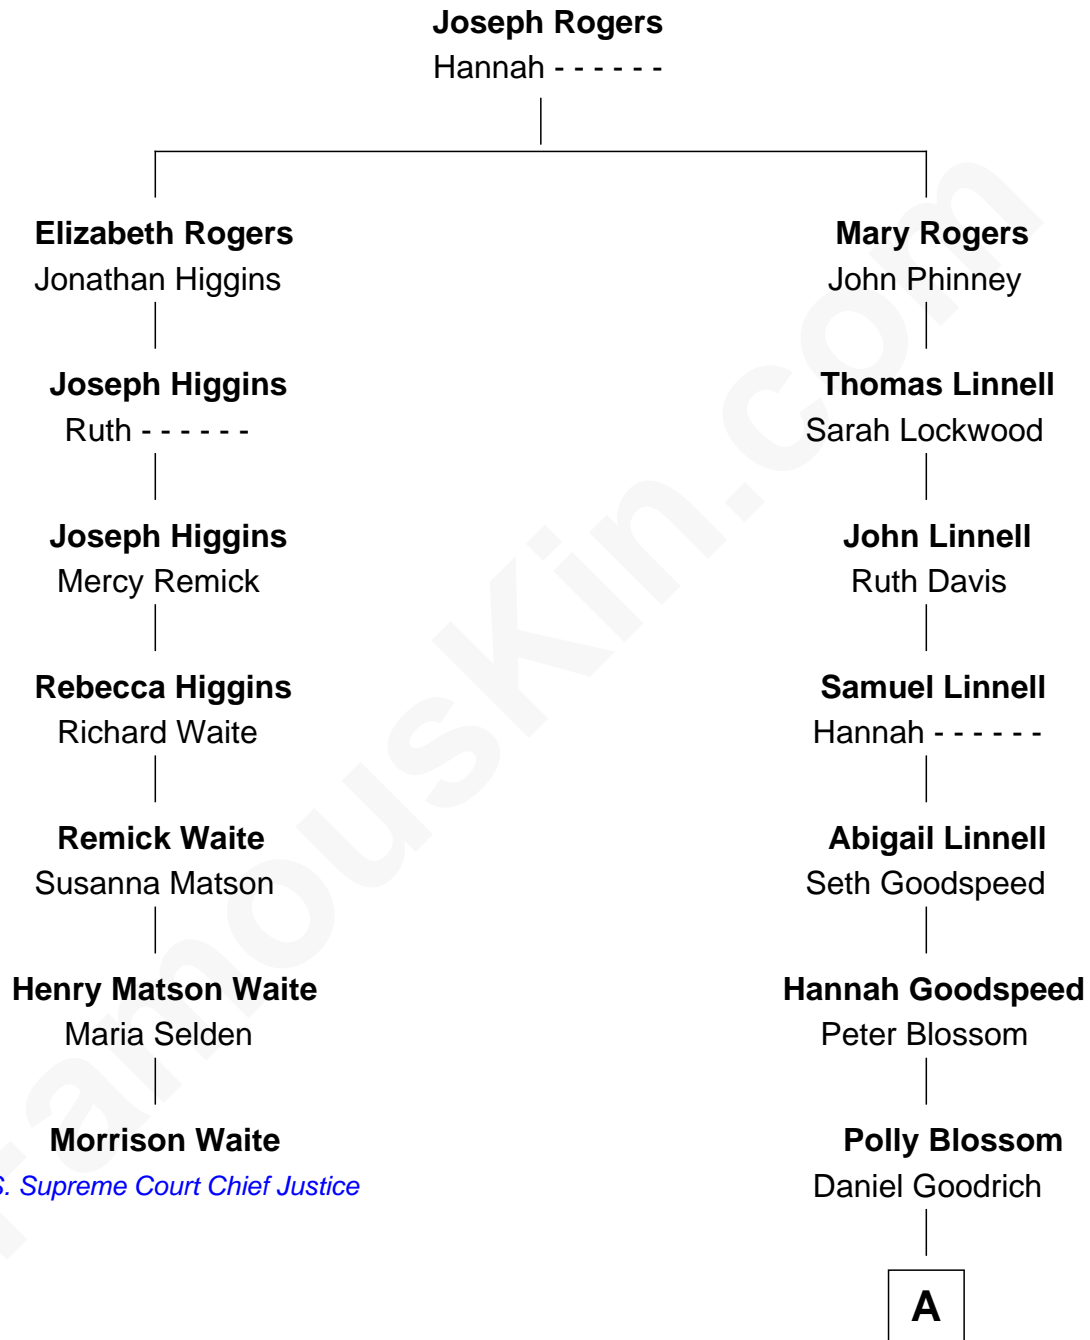 Joseph Rogers
Hannah - - - - - -
Elizabeth Rogers
Jonathan Higgins
Mary Rogers
John Phinney
Joseph Higgins
Ruth - - - - - -
Thomas Linnell
Sarah Lockwood
Joseph Higgins
Mercy Remick
John Linnell
Ruth Davis
Rebecca Higgins
Richard Waite
Samuel Linnell
Hannah - - - - - -
Remick Waite
Susanna Matson
Abigail Linnell
Seth Goodspeed
Henry Matson Waite
Maria Selden
Hannah Goodspeed
Peter Blossom
Morrison Waite
S. Supreme Court Chief Justice
Polly Blossom
Daniel Goodrich
A
FamousKin.com